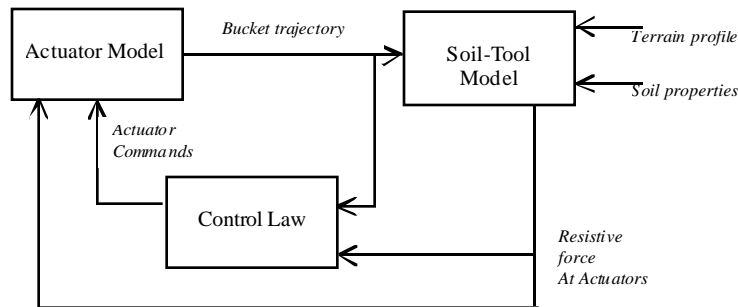 Actuator Model
Bucket trajectory
Soil-Tool
Model
Terrain profile
Soil properties
Actuator
Commands
Control Law
Resistive
force
At Actuators